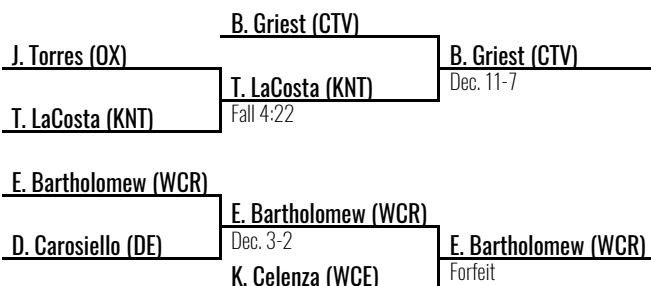 B. Griest (CTV)
J. Torres (OX)
B. Griest (CTV)
Dec. 11-7
T. LaCosta (KNT)
Fall 4:22
T. LaCosta (KNT)
E. Bartholomew (WCR)
E. Bartholomew (WCR)
Dec. 3-2
D. Carosiello (DE)
E. Bartholomew (WCR)
Forfeit
K. Celenza (WCE)